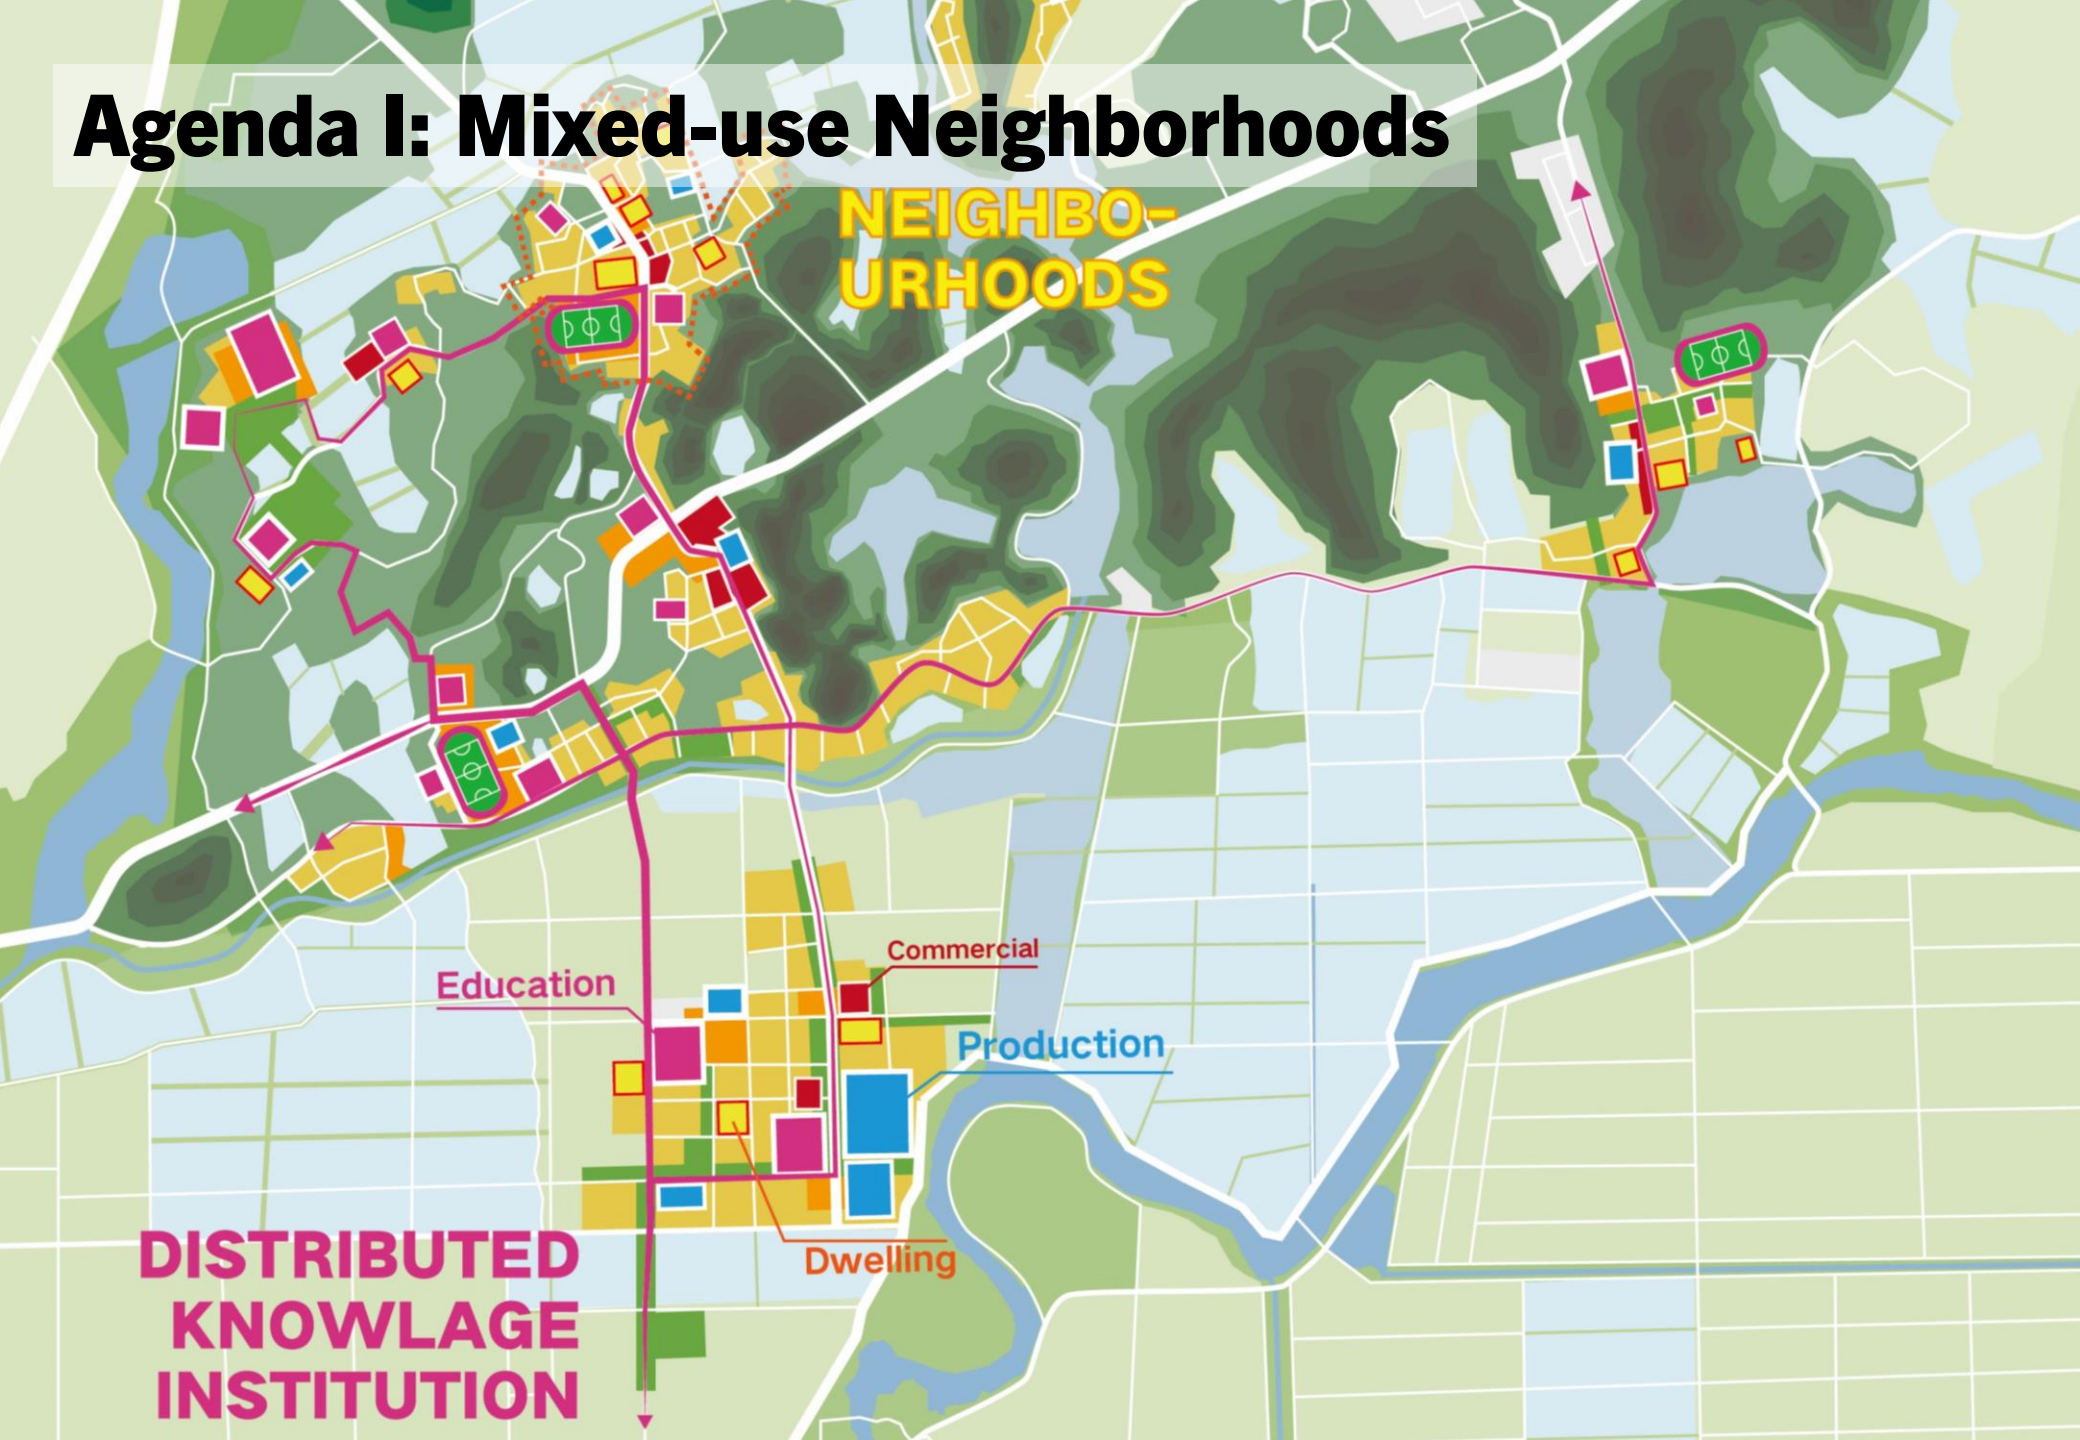 Agenda I: Mixed-use Neighborhoods
NEIGHBO-
URHOODS
Commercial
Education
Production
Dwelling
DISTRIBUTED
KNOWLAGE
INSTITUTION